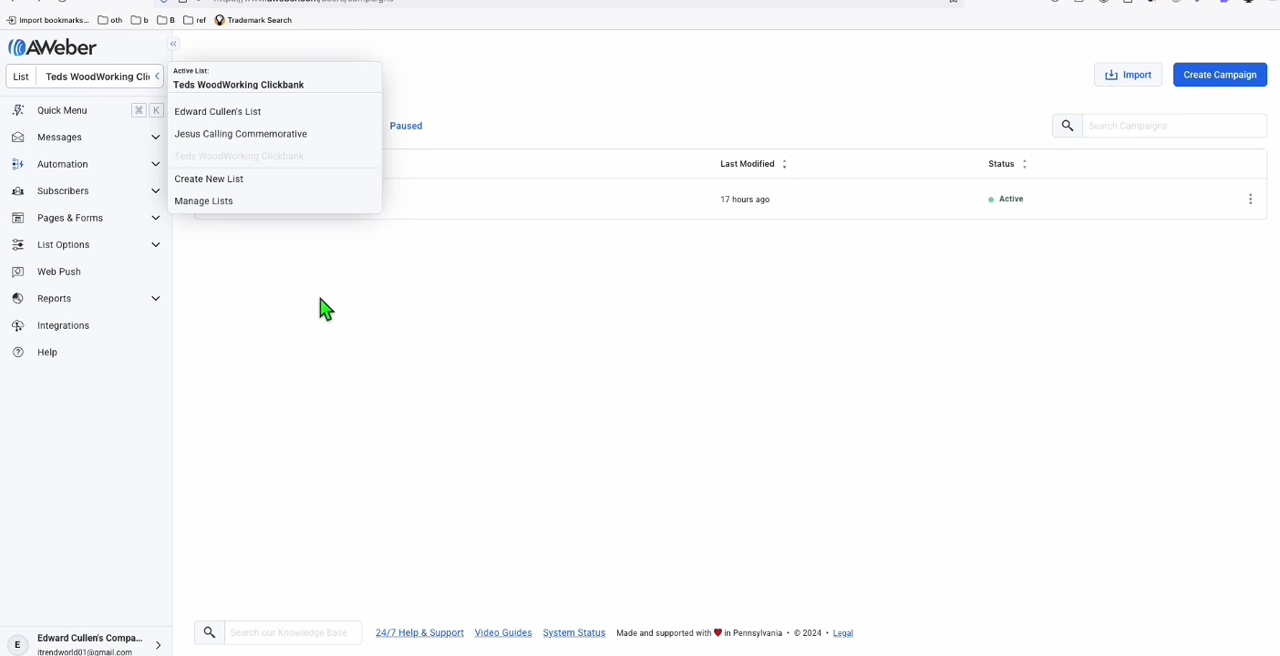 Import bookmarks...
oth
b
B
ref
Trademark Search
AWeber
List
Teds WoodWorking Cli
Active List:
Teds WoodWorking Clickbank
Edward Cullen's List
Jesus Calling Commemorative
Teds WoodWorking Clickbank
Create New List
Manage Lists
Quick Menu
⌘ K
Messages
Automation
Subscribers
Pages & Forms
List Options
Web Push
Reports
Integrations
Help
Import
Create Campaign
Paused
Search Campaigns
Last Modified
Status
17 hours ago
Active
Search our Knowledge Base
24/7 Help & Support
Video Guides
System Status
Made and supported with ❤ in Pennsylvania • © 2024 • Legal
E
Edward Cullen's Compa...
itrendworld01@gmail.com